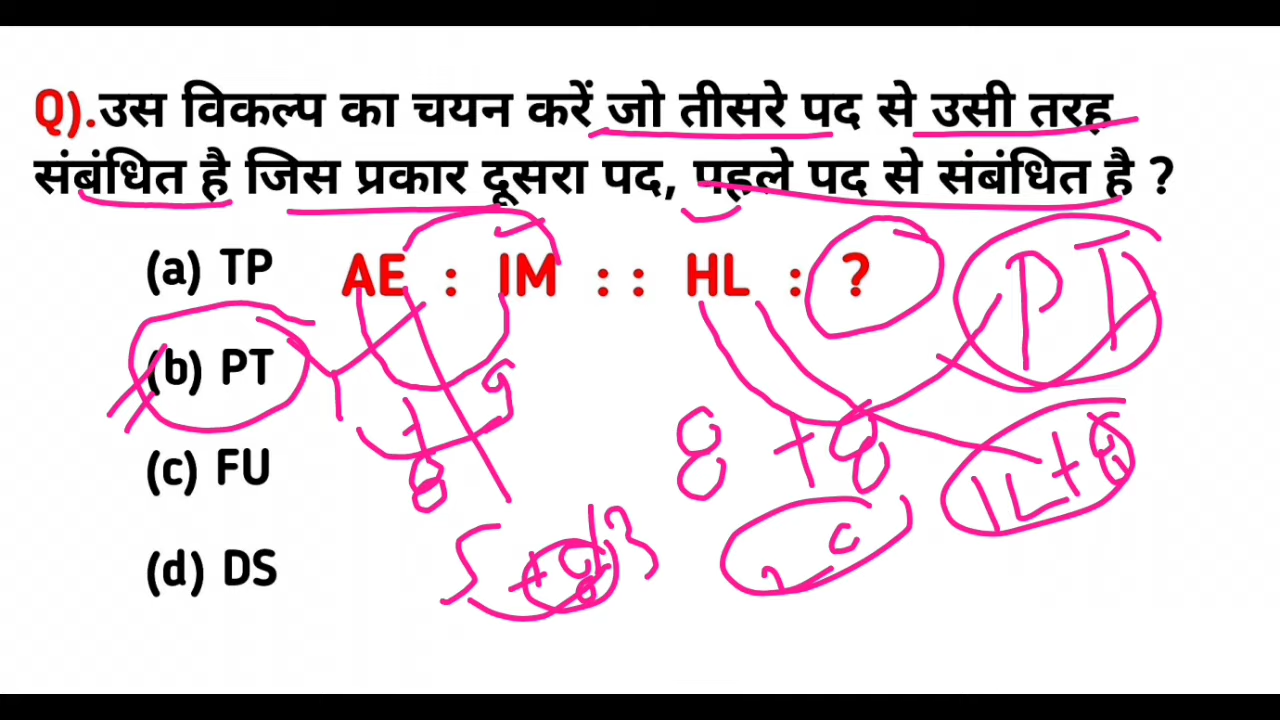 Q).उस विकल्प का चयन करें जो तीसरे पद से उसी तरह
संबंधित है जिस प्रकार दूसरा पद, पहले पद से संबंधित है ?
(a) TP AE : IM : : HL : ? PT
(b) PT
(c) FU
8 8 + 8 12 + 8
(d) DS